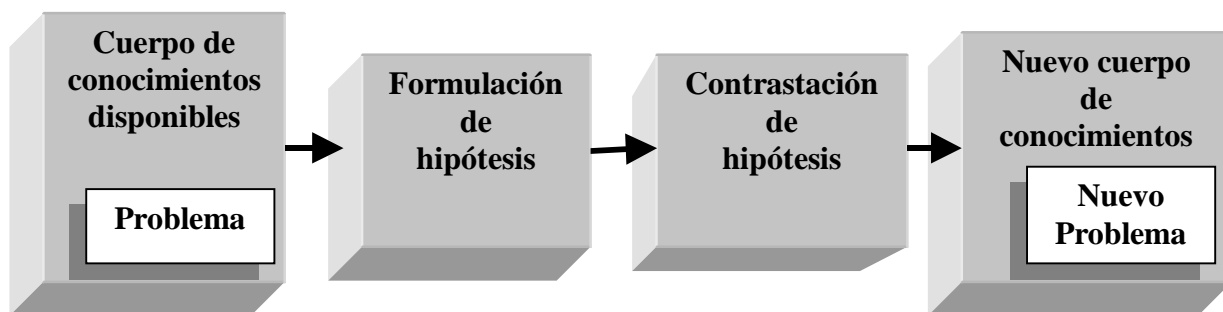 Cuerpo de
conocimientos
disponibles
Problema
Formulación
de
hipótesis
Contrastación
de
hipótesis
Nuevo cuerpo
de
conocimientos
Nuevo
Problema